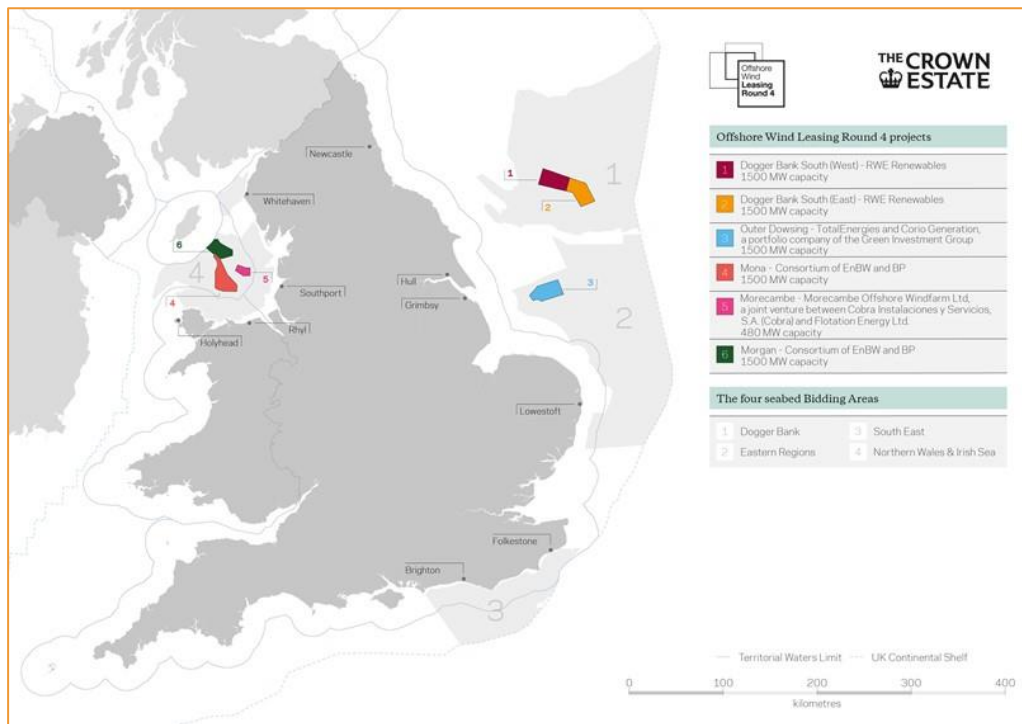 Offshore
Wind
Leasing
Round 4
THE CROWN
ESTATE
Offshore Wind Leasing Round 4 projects
1 Dogger Bank South (West) - RWE Renewables
1500 MW capacity
2 Dogger Bank South (East) - RWE Renewables
1500 MW capacity
3 Outer Dowsing - TotalEnergies and Corio Generation,
a portfolio company of the Green Investment Group
1500 MW capacity
4 Mona - Consortium of EnBW and BP
1500 MW capacity
5 Morecambe - Morecambe Offshore Windfarm Ltd,
a joint venture between Cobra Instalaciones y Servicios,
S.A. (Cobra) and Flotation Energy Ltd.
480 MW capacity
6 Morgan - Consortium of EnBW and BP
1500 MW capacity
The four seabed Bidding Areas
1 Dogger Bank
2 Eastern Regions
3 South East
4 Northern Wales & Irish Sea
Newcastle
Whitehaven
1
1
2
6
4
5
3
2
4
Southport
Hull
Grimsby
Holyhead
Rhyl
Lowestoft
Folkestone
Brighton
3
Territorial Waters Limit
UK Continental Shelf
0 100 200 300 400
kilometres